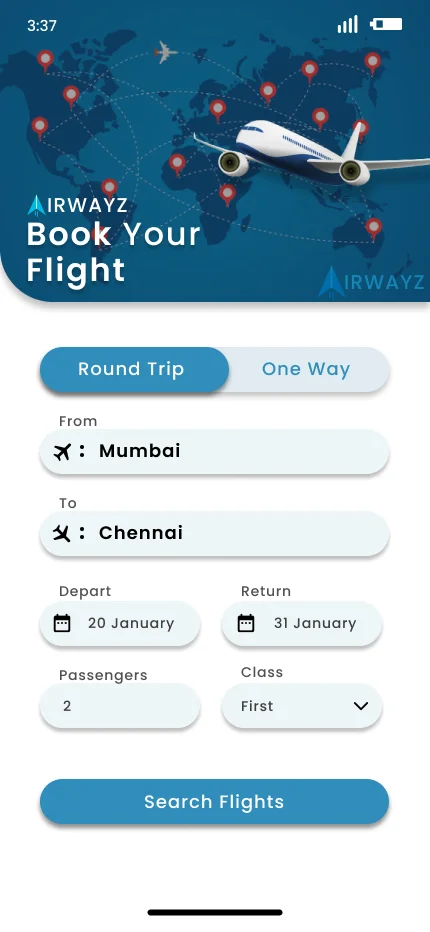 3:37
AIRWAYZ
Book Your
Flight
AIRWAYZ
Round Trip
One Way
From
: Mumbai
To
: Chennai
Depart
Return
20 January
31 January
Passengers
Class
2
First
Search Flights